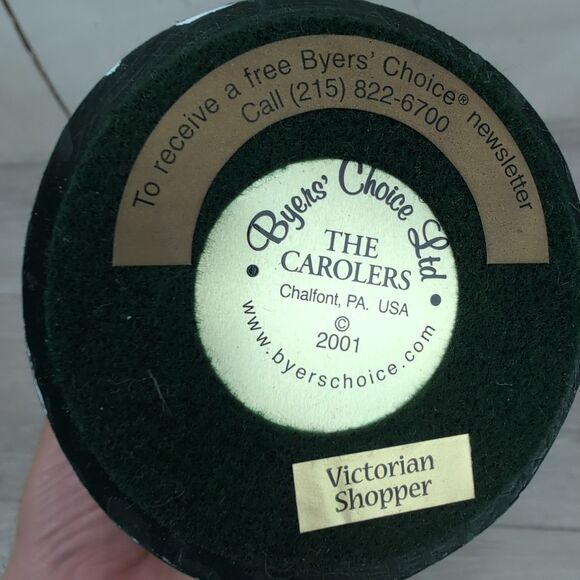 To receive a free Byers' Choice® newsletter
Call (215) 822-6700
Byers' Choice Ltd
THE
CAROLERS
Chalfont, PA. USA
©
2001
www.byerschoice.com
Victorian
Shopper